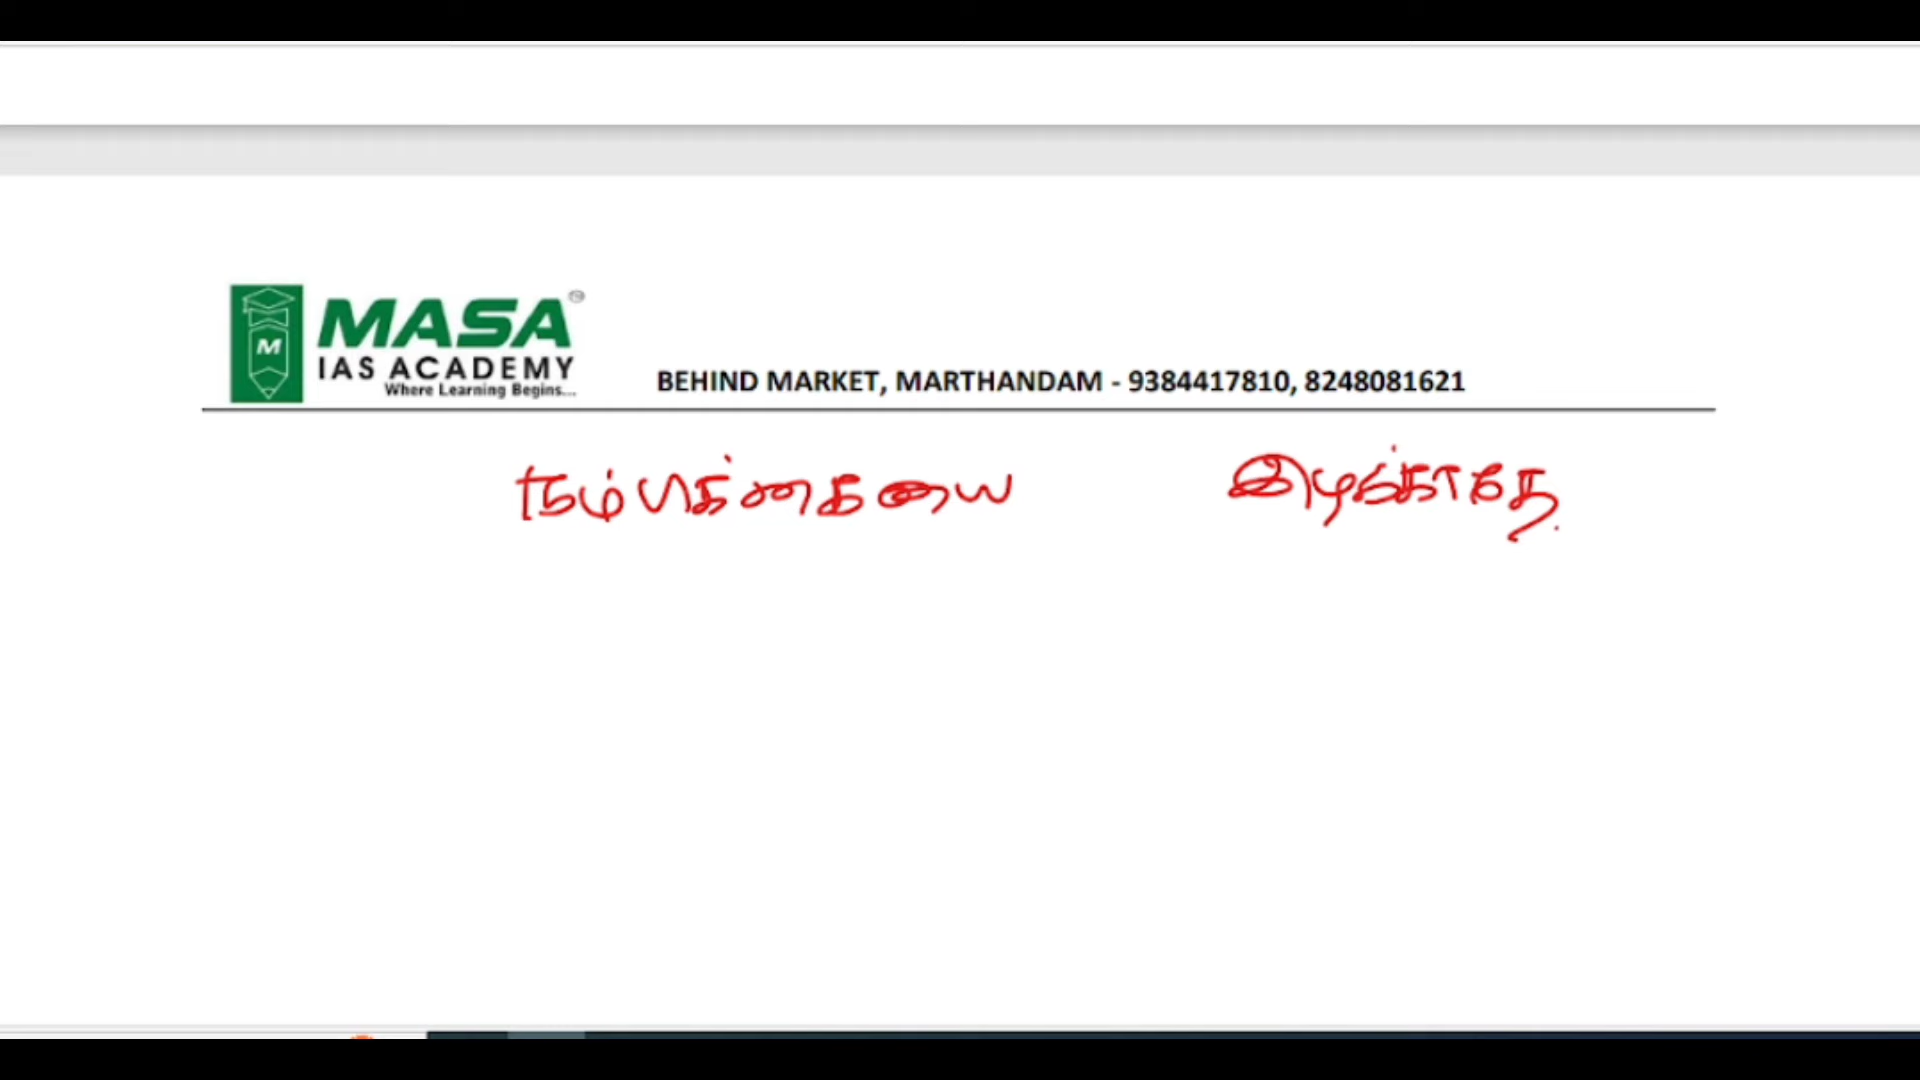 M
MASA
IAS ACADEMY
Where Learning Begins...
BEHIND MARKET, MARTHANDAM - 9384417810, 8248081621
நம்பிக்கையை இழக்காதே.